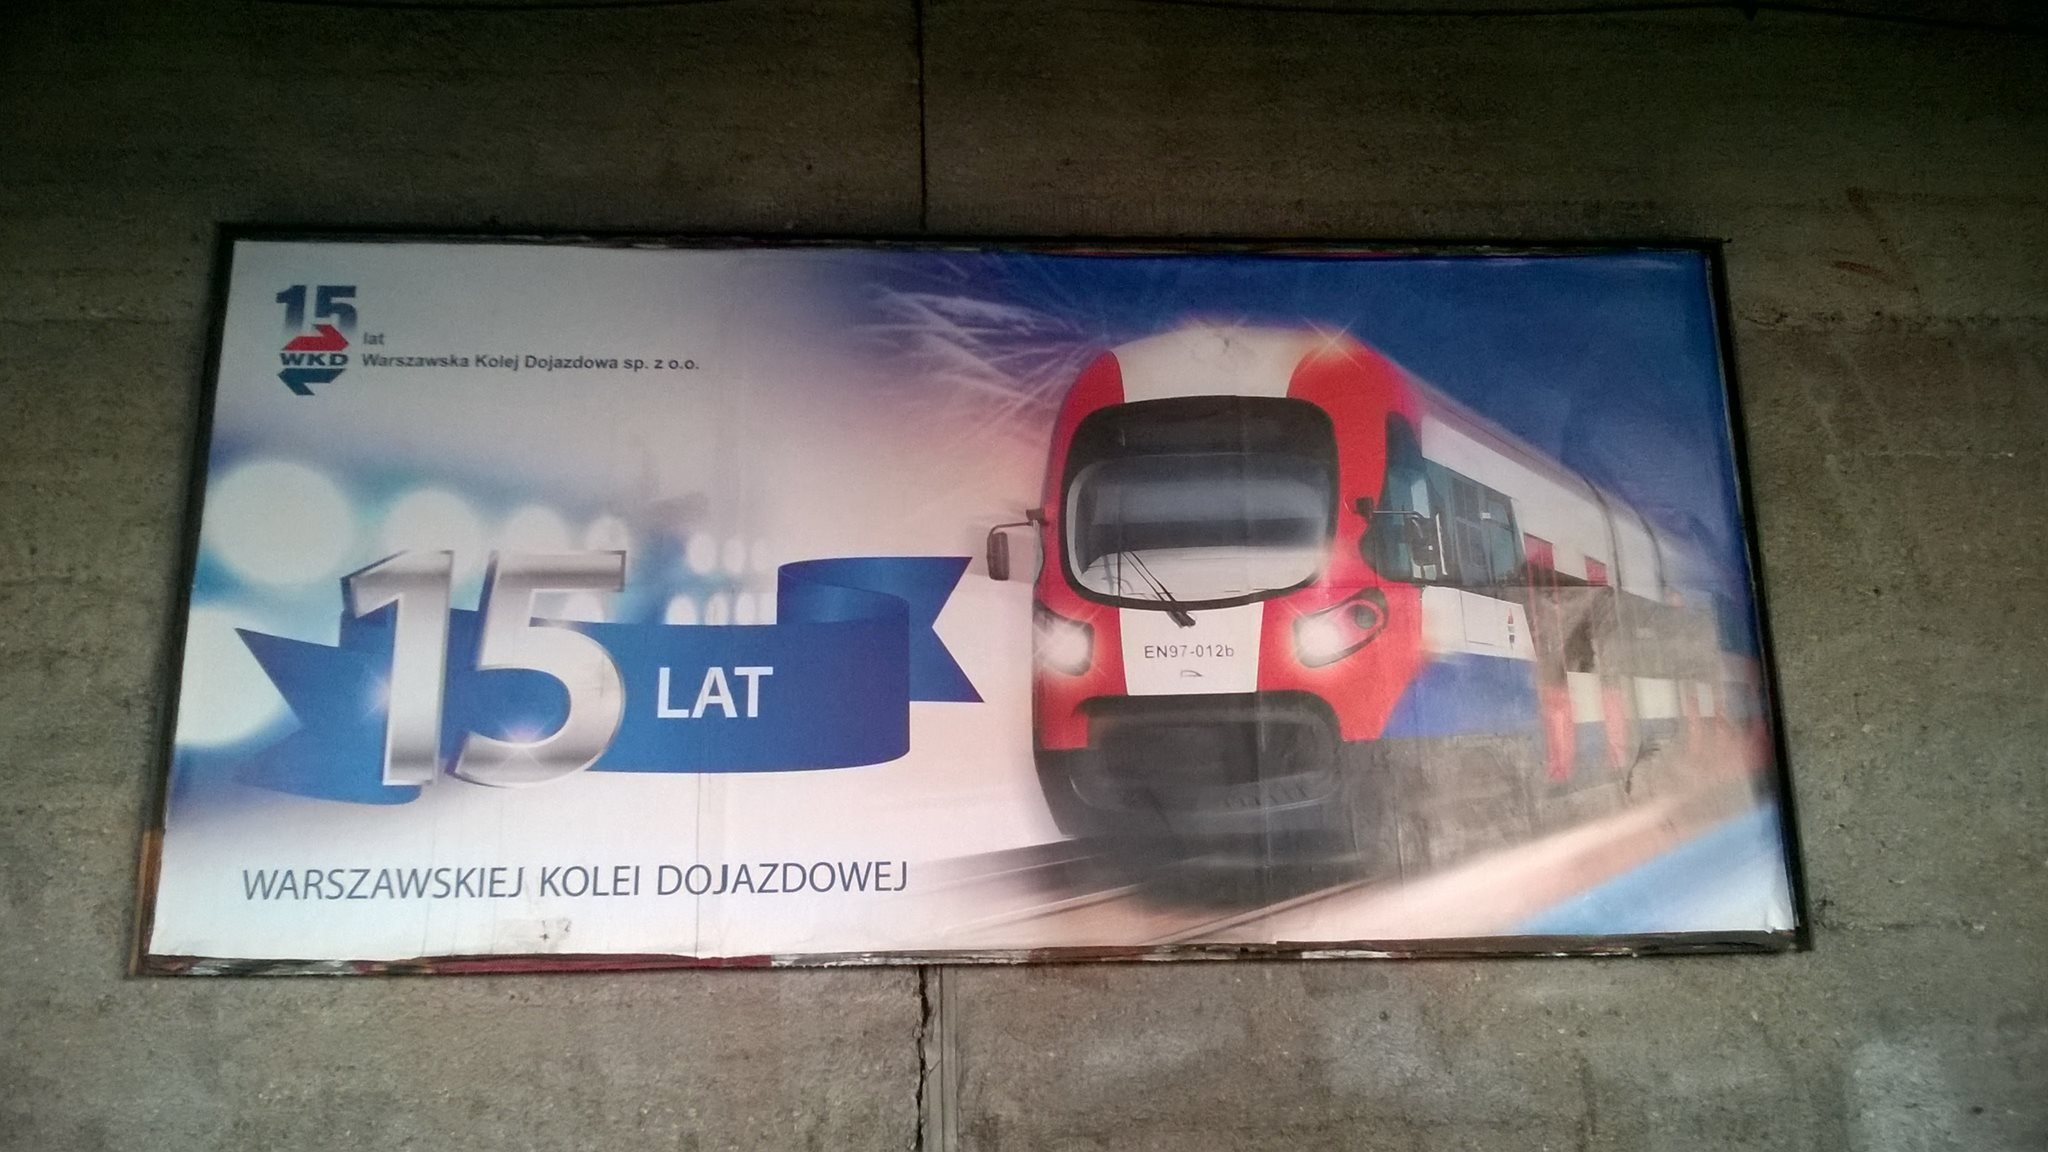 15
lat
WKD
Warszawska Kolej Dojazdowa sp. z o.o.
15 LAT
EN97-012b
WARSZAWSKIEJ KOLEI DOJAZDOWEJ